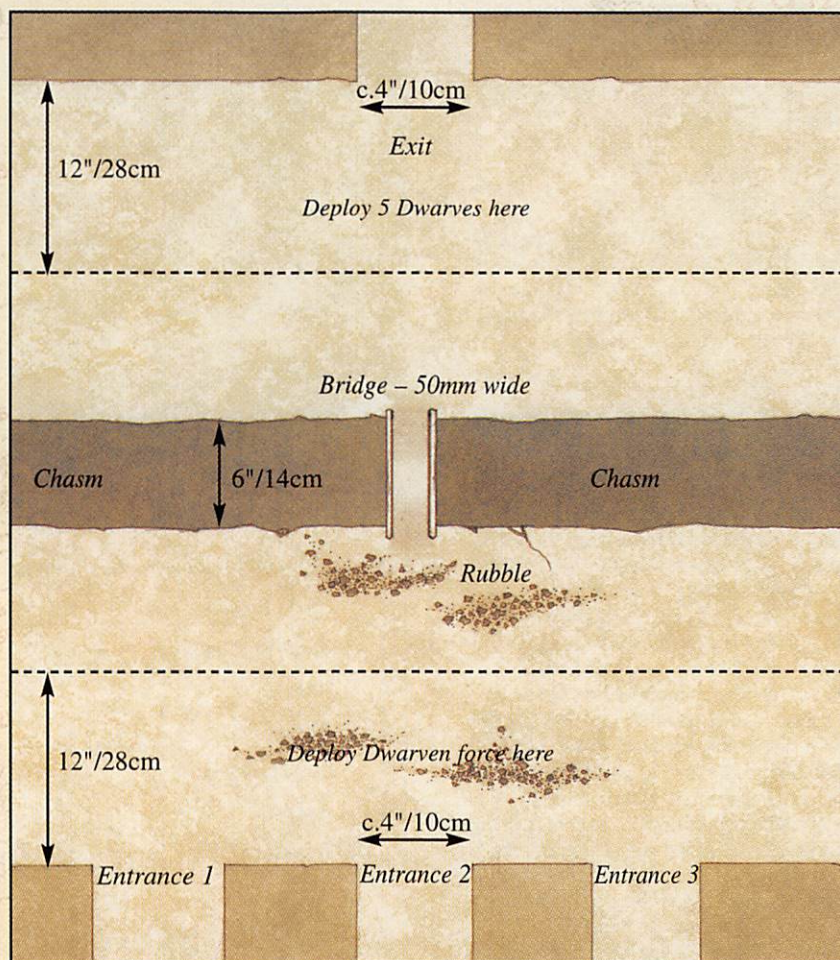 c.4"/10cm
Exit
12"/28cm
Deploy 5 Dwarves here
Bridge – 50mm wide
Chasm
6"/14cm
Chasm
Rubble
12"/28cm
Deploy Dwarven force here
c.4"/10cm
Entrance 1
Entrance 2
Entrance 3